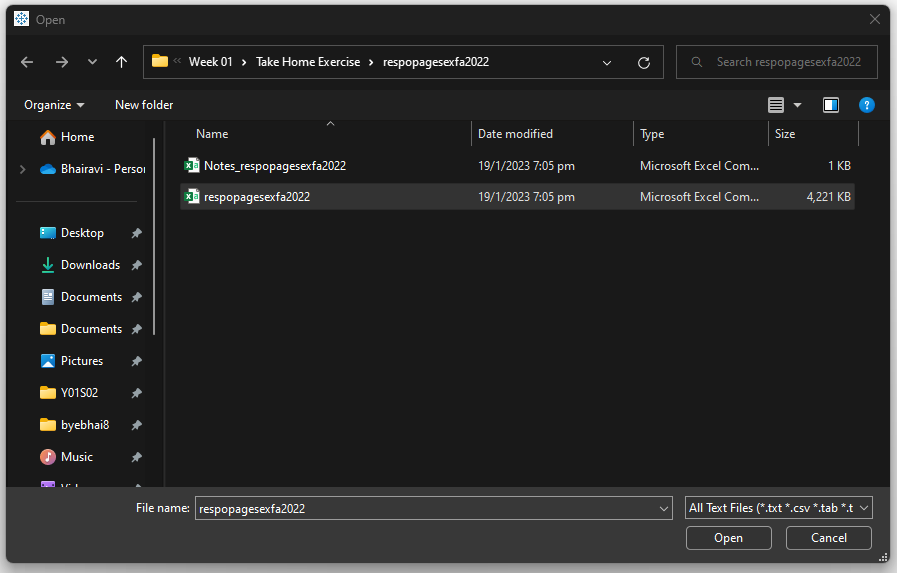 Open
Week 01 Take Home Exercise respopagesexfa2022
Search respopagesexfa2022
Organize New folder
Name Date modified Type Size
Home
Bhairavi - Perso
Notes_respopagesexfa2022 19/1/2023 7:05 pm Microsoft Excel Com... 1 KB
respopagesexfa2022 19/1/2023 7:05 pm Microsoft Excel Com... 4,221 KB
Desktop
Downloads
Documents
Documents
Pictures
Y01S02
byebhai8
Music
File name: respopagesexfa2022 All Text Files (*.txt *.csv *.tab *.t
Open Cancel